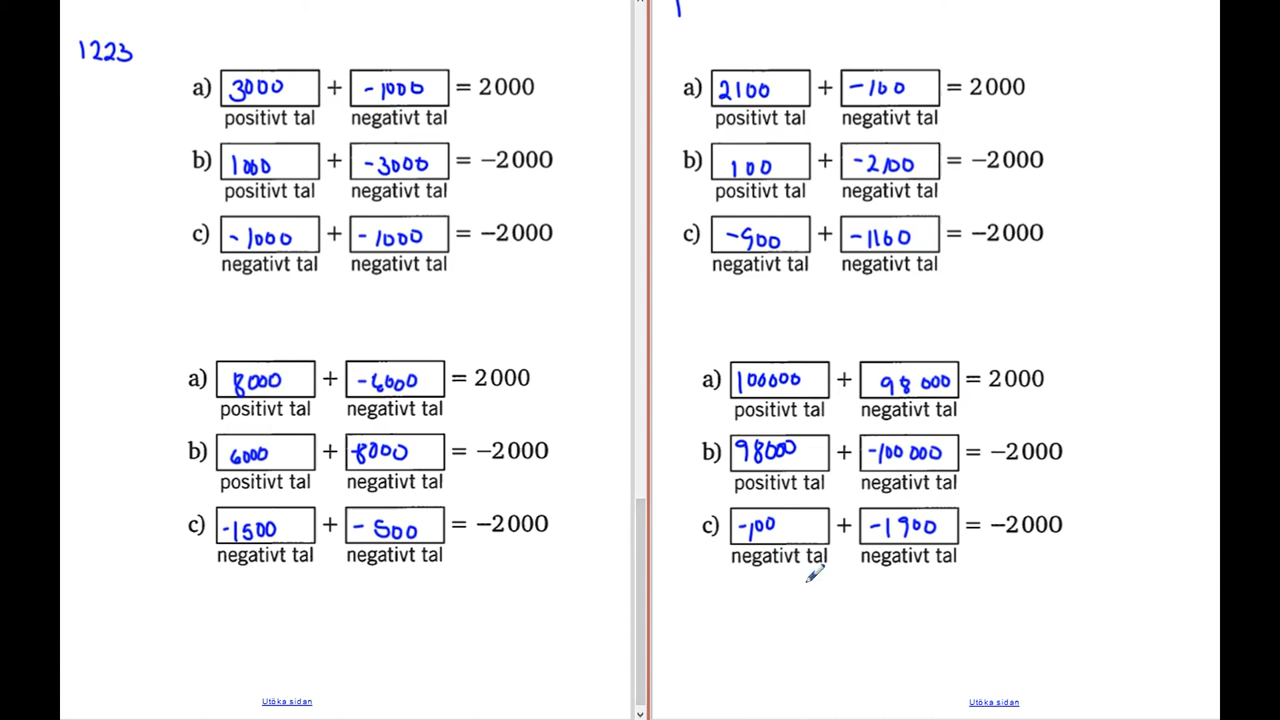 1223
a) 3000 + -1000 = 2000
positivt tal negativt tal
b) 1000 + -3000 = −2000
positivt tal negativt tal
c) -1000 + -1000 = −2000
negativt tal negativt tal
a) 8000 + -6000 = 2000
positivt tal negativt tal
b) 6000 + -8000 = −2000
positivt tal negativt tal
c) -1500 + -500 = −2000
negativt tal negativt tal
Utöka sidan
a) 2100 + -100 = 2000
positivt tal negativt tal
b) 100 + -2100 = −2000
positivt tal negativt tal
c) -900 + -1100 = −2000
negativt tal negativt tal
a) 100000 + 98 000 = 2000
positivt tal negativt tal
b) 98000 + -100 000 = −2000
positivt tal negativt tal
c) -100 + -1900 = −2000
negativt tal negativt tal
Utöka sidan